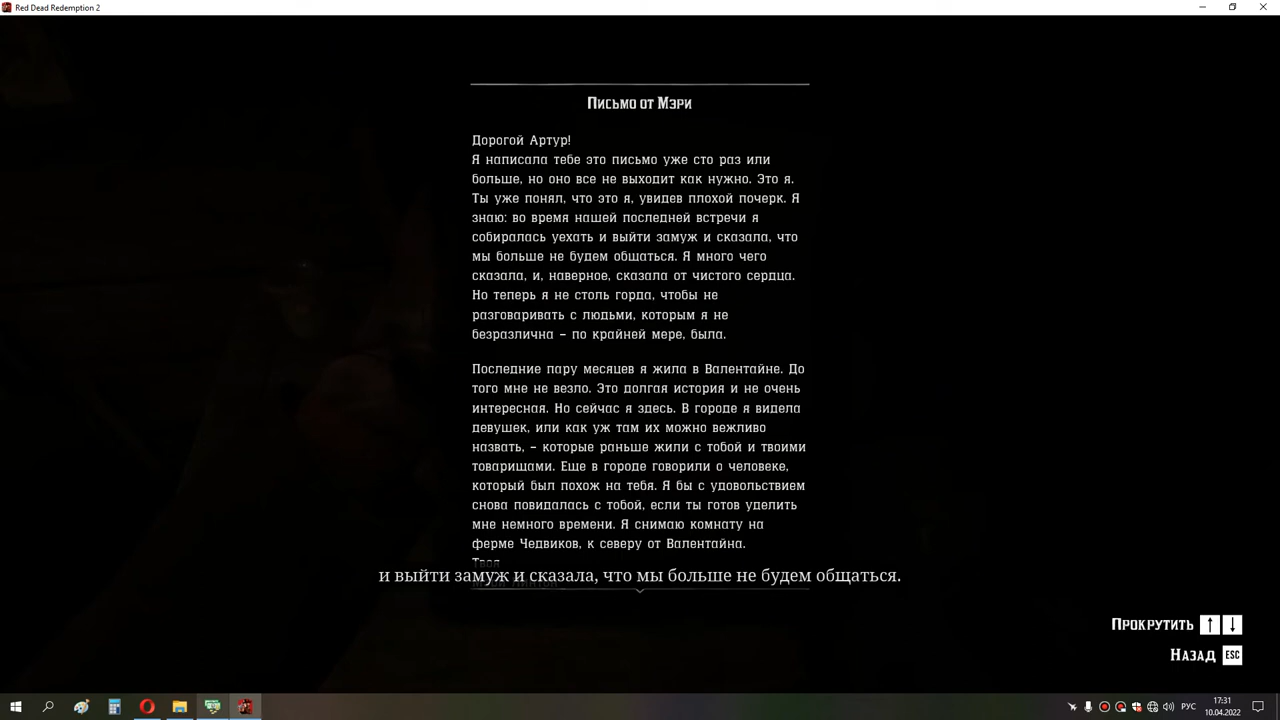 Red Dead Redemption 2
Письмо от Мэри
Дорогой Артур!
Я написала тебе это письмо уже сто раз или
больше, но оно все не выходит как нужно. Это я.
Ты уже понял, что это я, увидев плохой почерк. Я
знаю: во время нашей последней встречи я
собиралась уехать и выйти замуж и сказала, что
мы больше не будем общаться. Я много чего
сказала, и, наверное, сказала от чистого сердца.
Но теперь я не столь горда, чтобы не
разговаривать с людьми, которым я не
безразлична – по крайней мере, была.
Последние пару месяцев я жила в Валентайне. До
того мне не везло. Это долгая история и не очень
интересная. Но сейчас я здесь. В городе я видела
девушек, или как уж там их можно вежливо
назвать, – которые раньше жили с тобой и твоими
товарищами. Еще в городе говорили о человеке,
который был похож на тебя. Я бы с удовольствием
снова повидалась с тобой, если ты готов уделить
мне немного времени. Я снимаю комнату на
ферме Чедвиков, к северу от Валентайна.
Твоя
и выйти замуж и сказала, что мы больше не будем общаться.
Прокрутить ↑ ↓
Назад ESC
РУС
17:31
10.04.2022